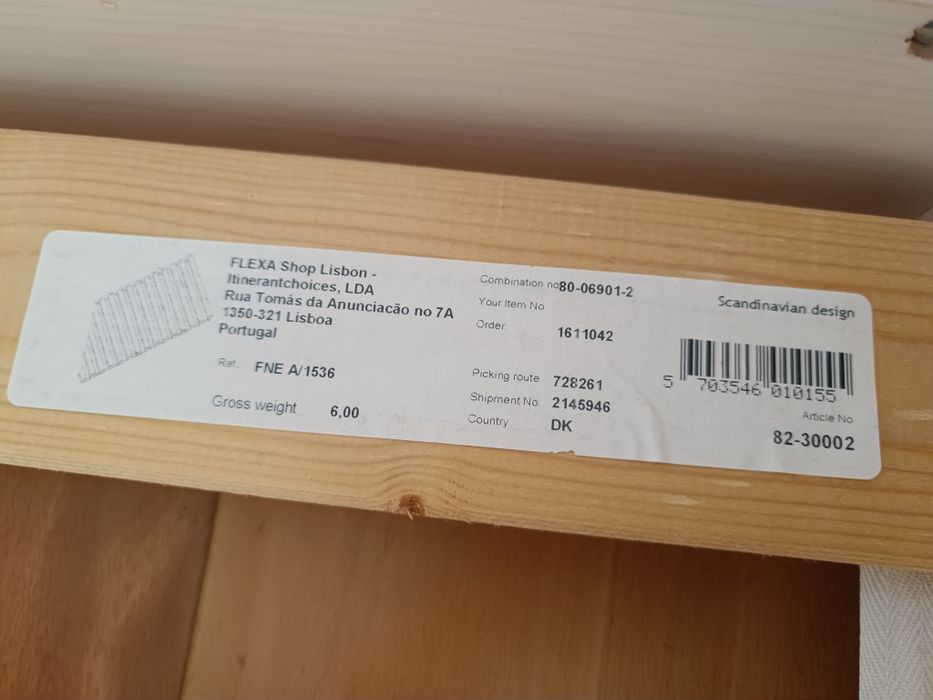 FLEXA Shop Lisbon -
Itinerantchoices, LDA
Rua Tomás da Anunciacão no 7A
1350-321 Lisboa
Portugal
Ref.: FNE A/1536
Gross weight 6,00
Combination no 80-06901-2
Your Item No
Order 1611042
Picking route 728261
Shipment No. 2145946
Country DK
Scandinavian design
5 703546 010155
Article No
82-30002